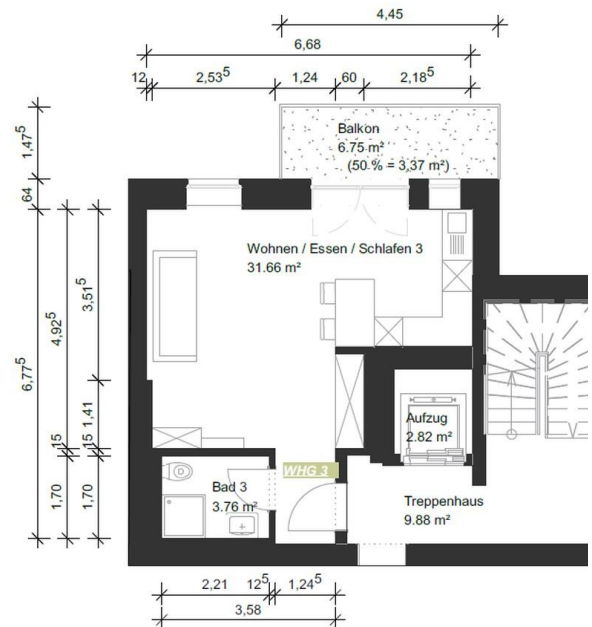 4,45
6,68
12 2,53⁵ 1,24 60 2,18⁵
1,47⁵
64
Balkon
6.75 m²
(50 % = 3,37 m²)
Wohnen / Essen / Schlafen 3
31.66 m²
3,51⁵
4,92⁵
6,77⁵
1,41
15
15
1,70
1,70
Aufzug
2.82 m²
WHG 3
Bad 3
3.76 m²
Treppenhaus
9.88 m²
2,21 12⁵ 1,24⁵
3,58